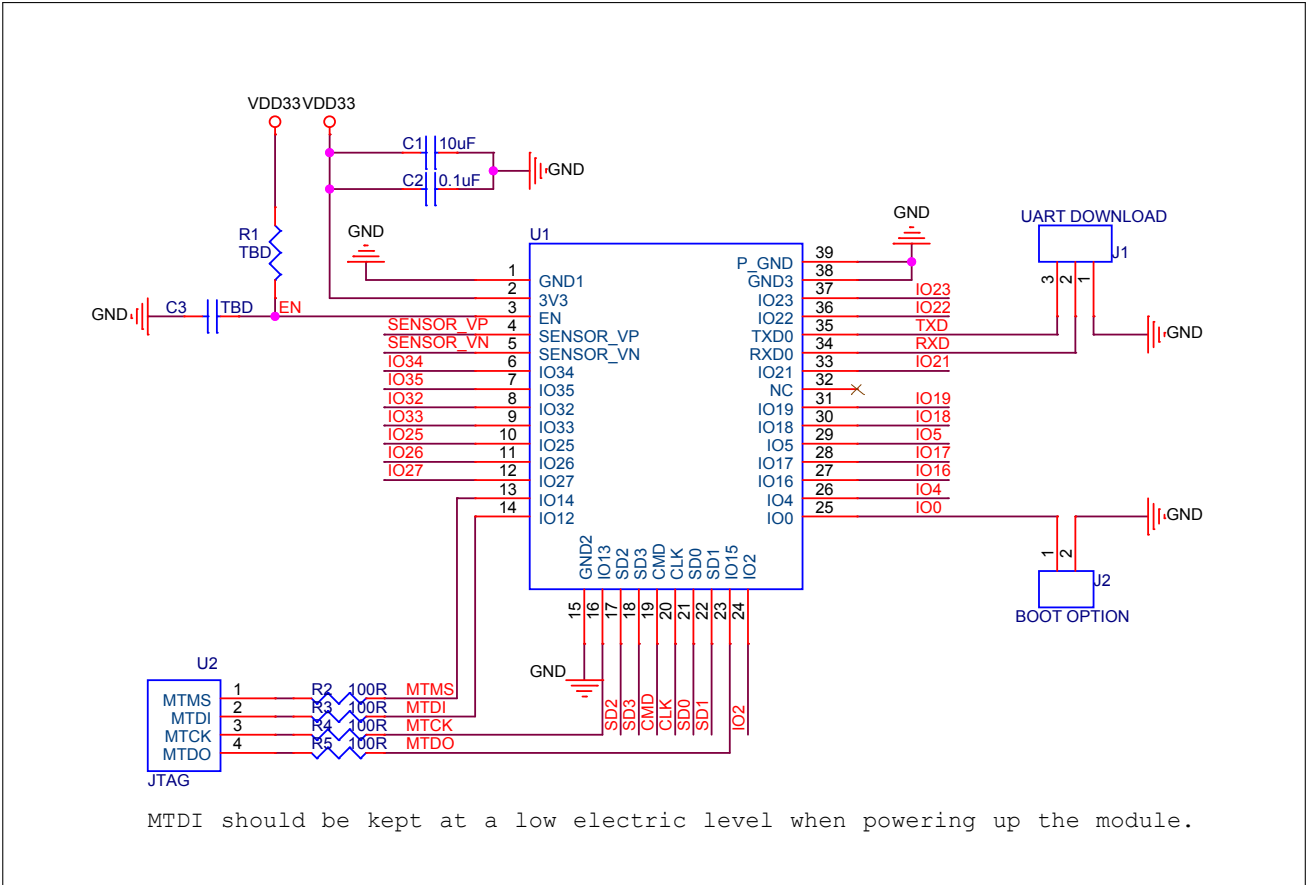 VDD33 VDD33
C1 10uF
GND
C2 0.1uF
R1
TBD
GND
U1
GND
UART DOWNLOAD
J1
3 2 1
GND
GND C3 TBD EN
1 GND1
2 3V3
3 EN
SENSOR_VP 4 SENSOR_VP
SENSOR_VN 5 SENSOR_VN
IO34 6 IO34
IO35 7 IO35
IO32 8 IO32
IO33 9 IO33
IO25 10 IO25
IO26 11 IO26
IO27 12 IO27
13 IO14
14 IO12
P_GND 39
GND3 38
IO23 37 IO23
IO22 36 IO22
TXD0 35 TXD
RXD0 34 RXD
IO21 33 IO21
NC 32
IO19 31 IO19
IO18 30 IO18
IO5 29 IO5
IO17 28 IO17
IO16 27 IO16
IO4 26 IO4
IO0 25 IO0
GND
1 2
J2
BOOT OPTION
GND2 IO13 SD2 SD3 CMD CLK SD0 SD1 IO15 IO2
15 16 17 18 19 20 21 22 23 24
GND
SD2 SD3 CMD CLK SD0 SD1 IO2
U2
MTMS 1 R2 100R MTMS
MTDI 2 R3 100R MTDI
MTCK 3 R4 100R MTCK
MTDO 4 R5 100R MTDO
JTAG
MTDI should be kept at a low electric level when powering up the module.